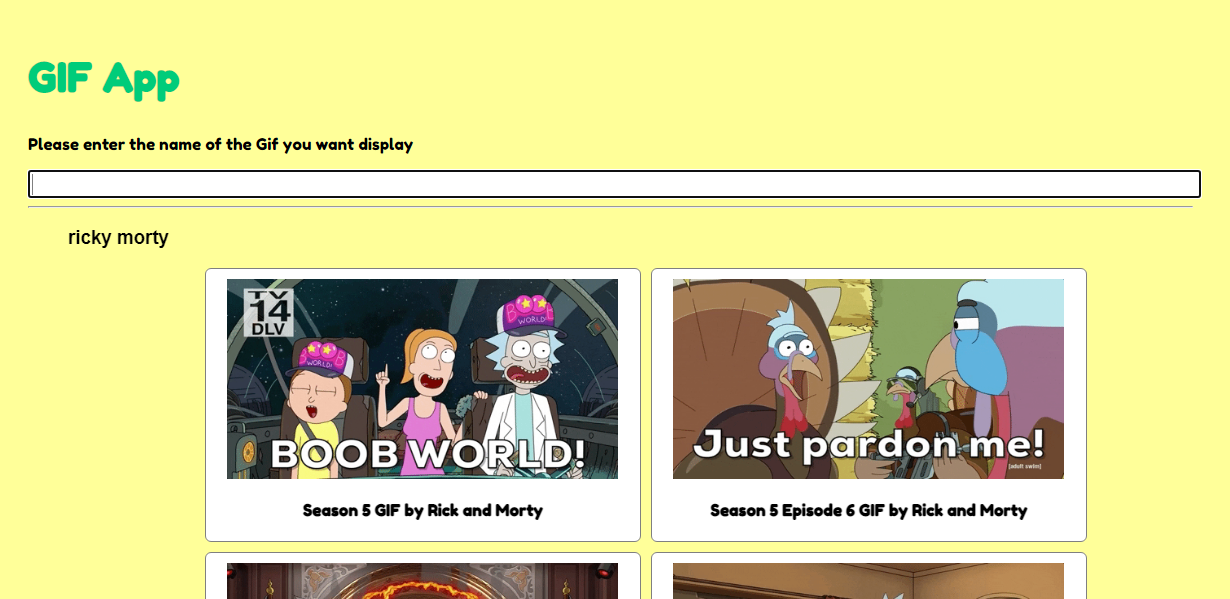 GIF App
Please enter the name of the Gif you want display
ricky morty
TV
14
DLV
BOOB
WORLD!
BOOB
WORLD!
BOOB WORLD!
Just pardon me!
[adult swim]
Season 5 GIF by Rick and Morty
Season 5 Episode 6 GIF by Rick and Morty